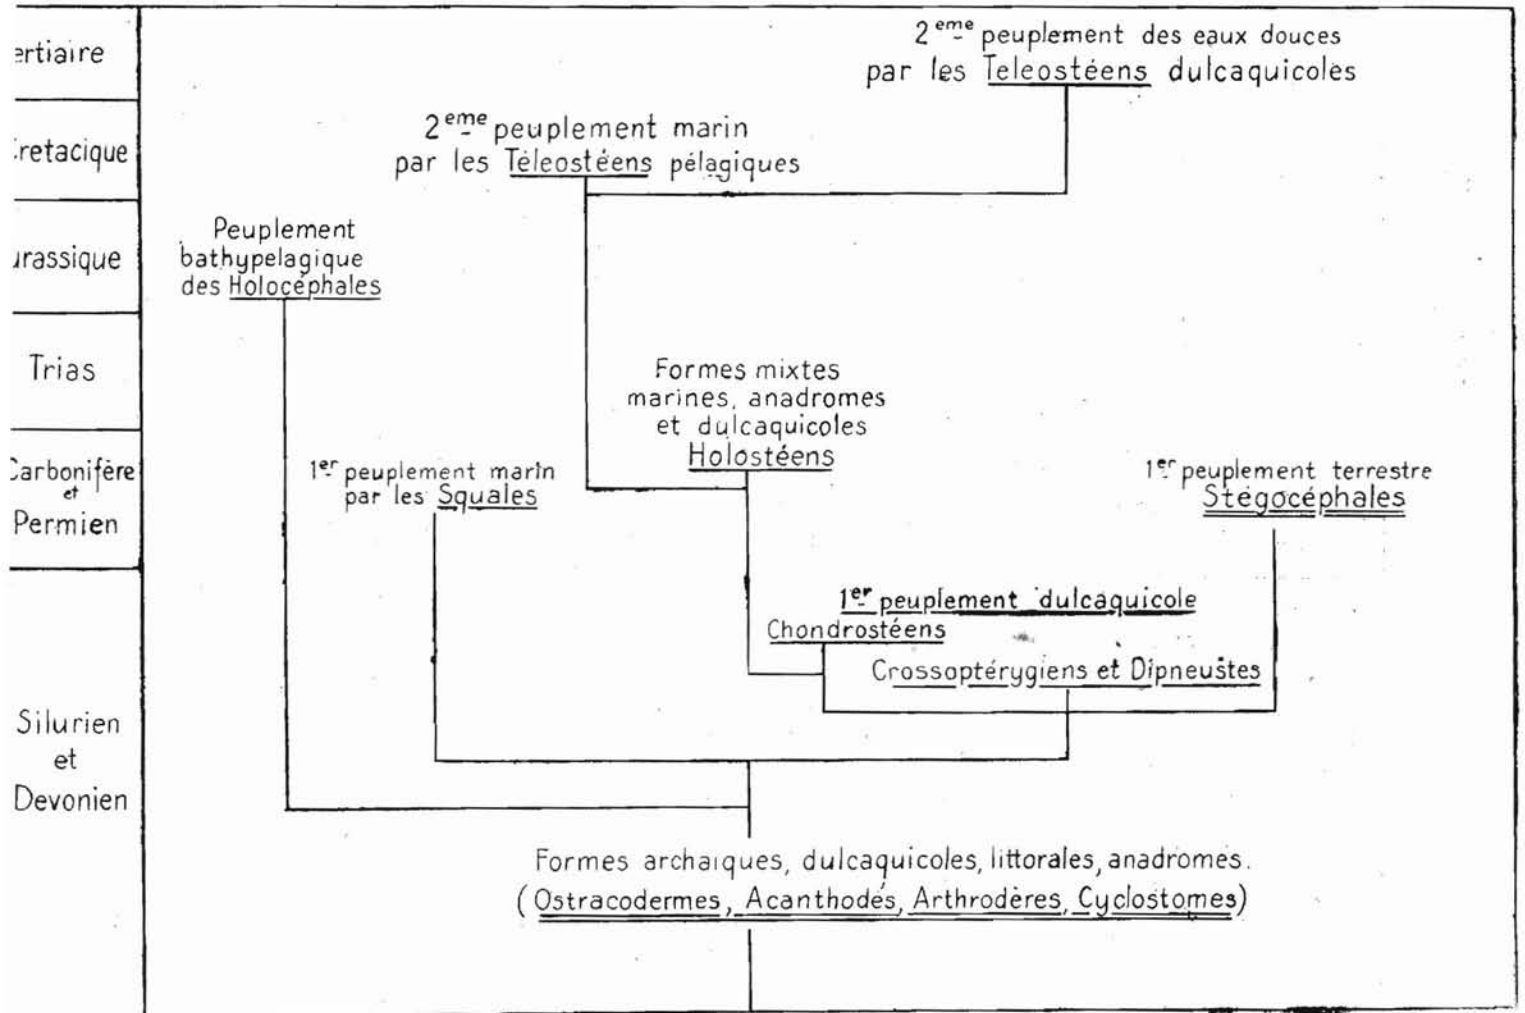 ertiaire
2eme peuplement des eaux douces
par les Teleostéens dulcaquicoles
retacique
2eme peuplement marin
par les Téleostéens pélagiques
urassique
Peuplement
bathypelagique
des Holocéphales
Trias
Formes mixtes
marines, anadromes
et dulcaquicoles
Holostéens
Carbonifère
et
Permien
1er peuplement marin
par les Squales
1er peuplement terrestre
Stégocéphales
1er peuplement dulcaquicole
Chondrostéens
Crossoptérygiens et Dipneustes
Silurien
et
Devonien
Formes archaiques, dulcaquicoles, littorales, anadromes.
(Ostracodermes, Acanthodés, Arthrodères, Cyclostomes)